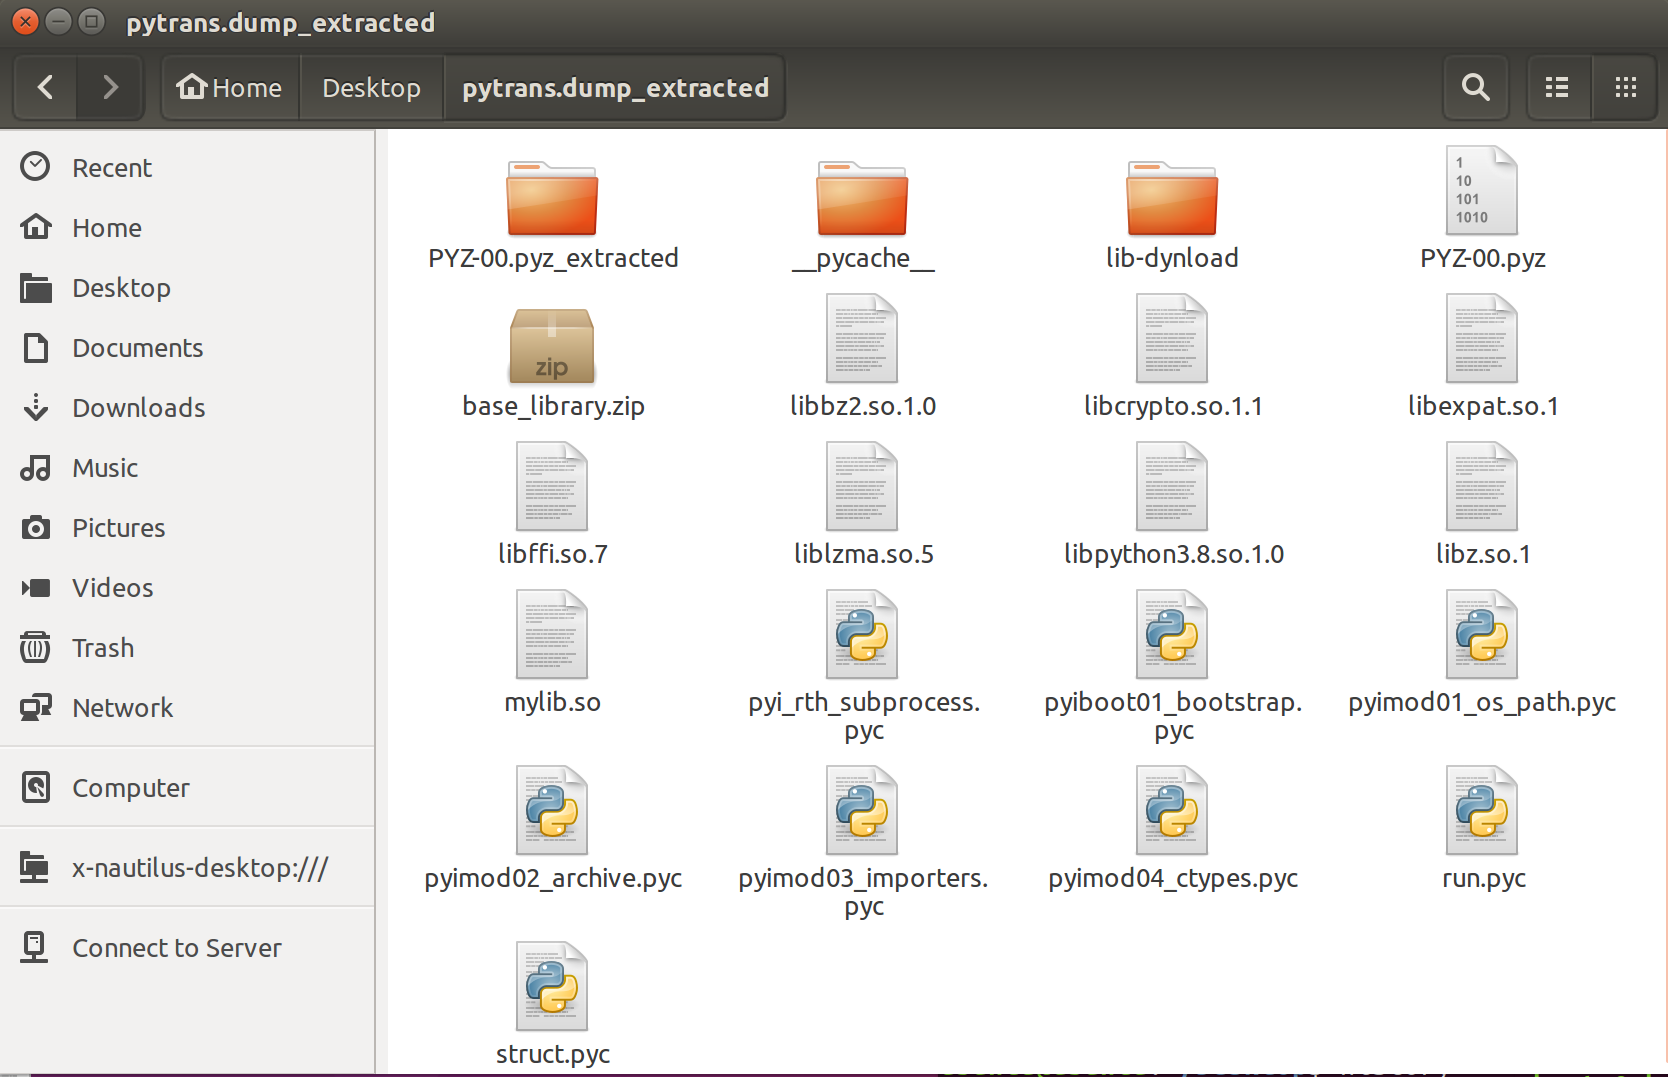 pytrans.dump_extracted
Home
Desktop
pytrans.dump_extracted
Recent
Home
Desktop
Documents
Downloads
Music
Pictures
Videos
Trash
Network
Computer
x-nautilus-desktop:///
Connect to Server
PYZ-00.pyz_extracted
__pycache__
lib-dynload
1
10
101
1010
PYZ-00.pyz
zip
base_library.zip
libbz2.so.1.0
libcrypto.so.1.1
libexpat.so.1
libffi.so.7
liblzma.so.5
libpython3.8.so.1.0
libz.so.1
mylib.so
pyi_rth_subprocess.
pyc
pyiboot01_bootstrap.
pyc
pyimod01_os_path.pyc
pyimod02_archive.pyc
pyimod03_importers.
pyc
pyimod04_ctypes.pyc
run.pyc
struct.pyc